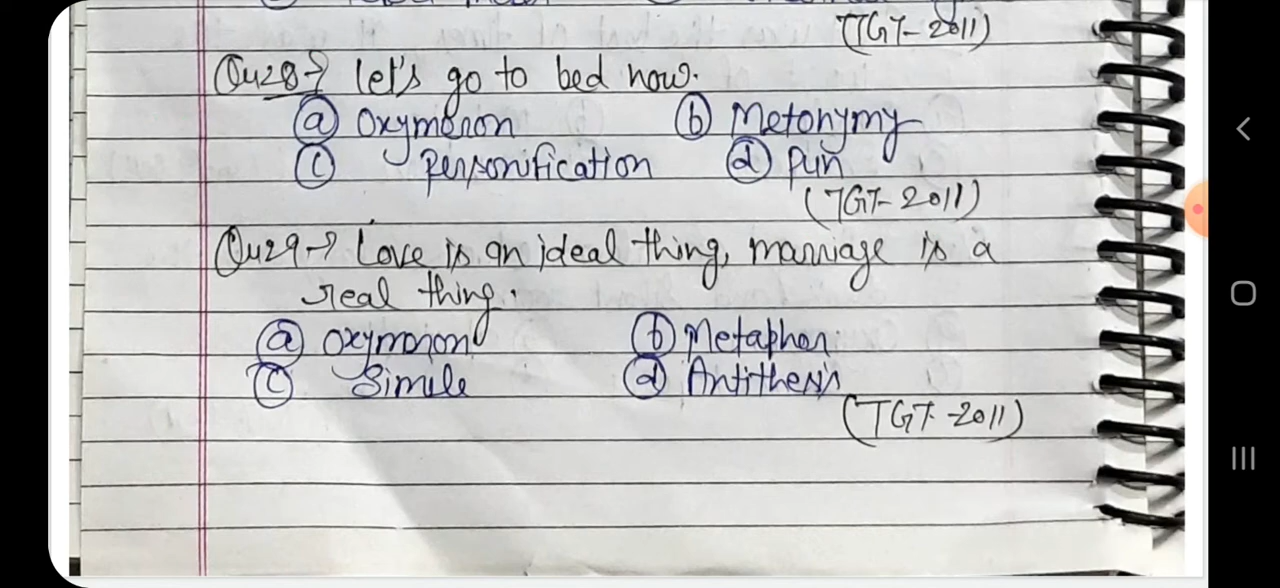 (TGT-2011)
Qu28→ let's go to bed now.
(a) Oxymoron (b) Metonymy
(c) Personification (d) Pun
(TGT-2011)
Qu29→ Love is an ideal thing, marriage is a
real thing.
(a) Oxymoron (b) Metaphor
(c) Simile (d) Antithesis
(TGT-2011)